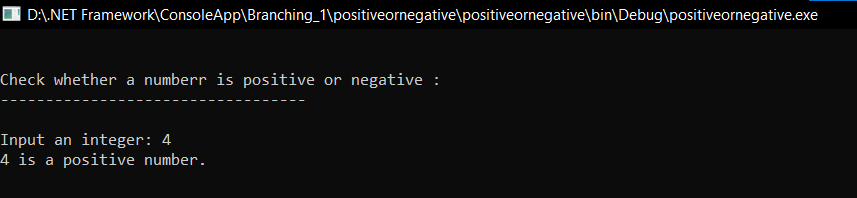 D:\.NET Framework\ConsoleApp\Branching_1\positiveornegative\positiveornegative\bin\Debug\positiveornegative.exe
Check whether a numberr is positive or negative :
----------------------------------
Input an integer: 4
4 is a positive number.